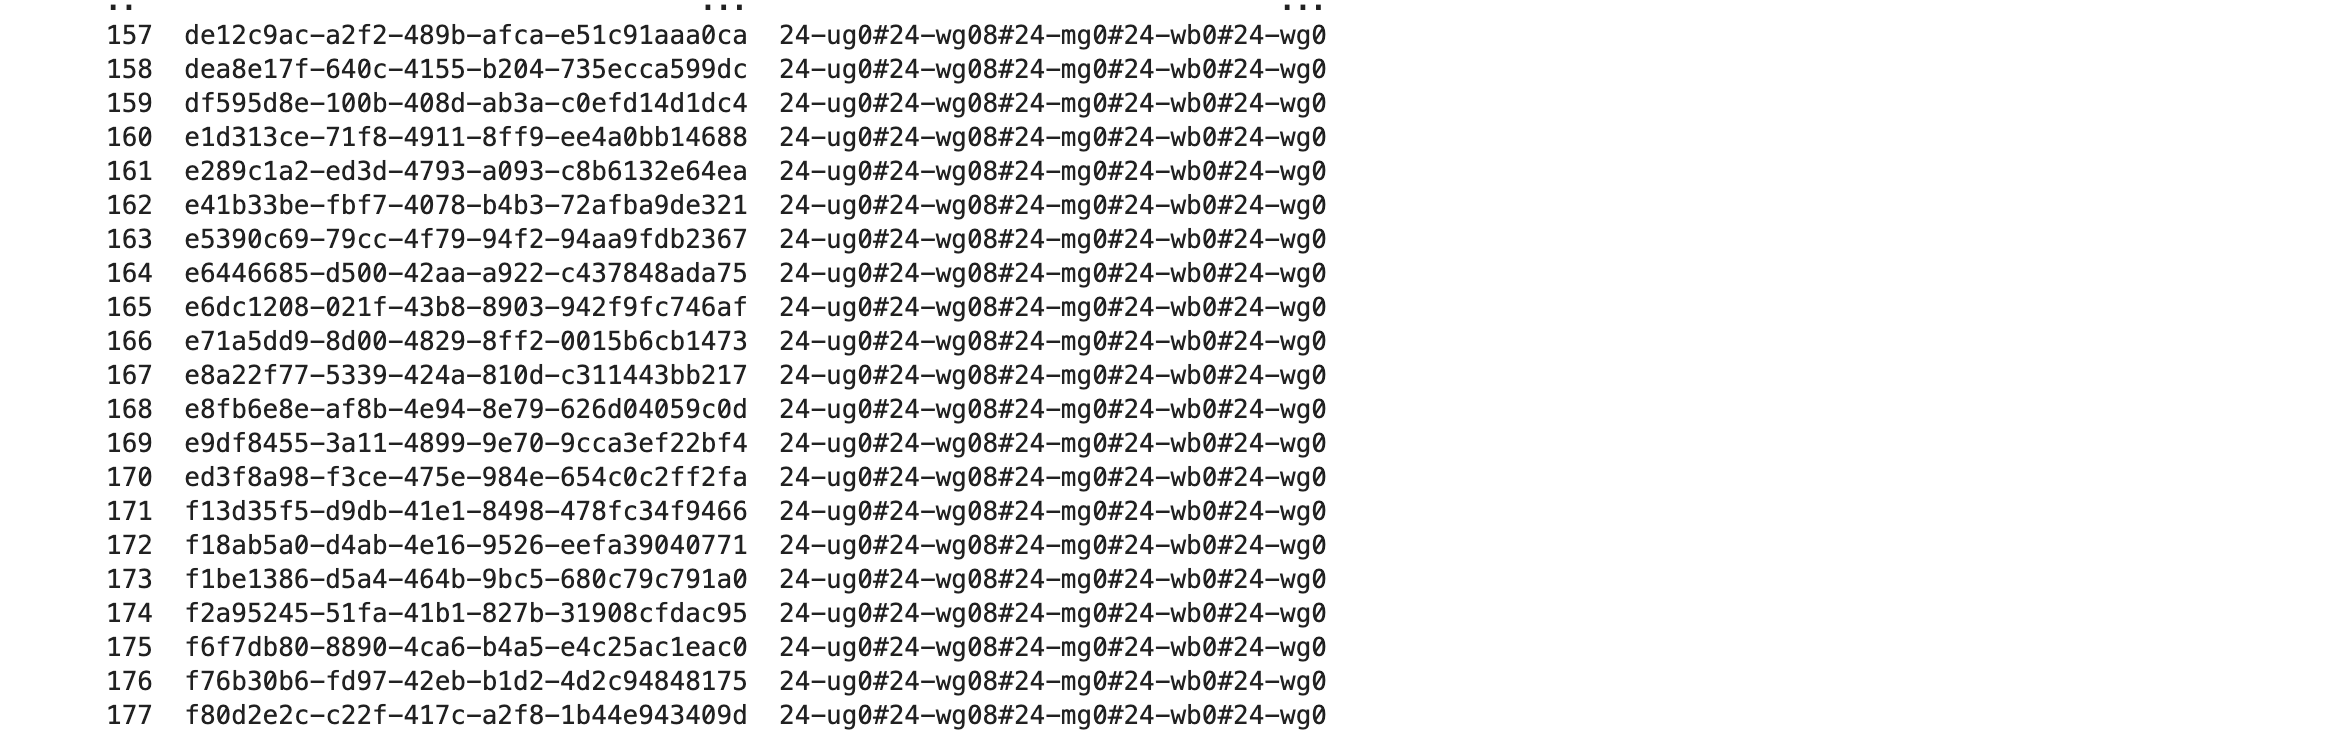 ..                                     ...                                  ...
157  de12c9ac-a2f2-489b-afca-e51c91aaa0ca  24-ug0#24-wg08#24-mg0#24-wb0#24-wg0
158  dea8e17f-640c-4155-b204-735ecca599dc  24-ug0#24-wg08#24-mg0#24-wb0#24-wg0
159  df595d8e-100b-408d-ab3a-c0efd14d1dc4  24-ug0#24-wg08#24-mg0#24-wb0#24-wg0
160  e1d313ce-71f8-4911-8ff9-ee4a0bb14688  24-ug0#24-wg08#24-mg0#24-wb0#24-wg0
161  e289c1a2-ed3d-4793-a093-c8b6132e64ea  24-ug0#24-wg08#24-mg0#24-wb0#24-wg0
162  e41b33be-fbf7-4078-b4b3-72afba9de321  24-ug0#24-wg08#24-mg0#24-wb0#24-wg0
163  e5390c69-79cc-4f79-94f2-94aa9fdb2367  24-ug0#24-wg08#24-mg0#24-wb0#24-wg0
164  e6446685-d500-42aa-a922-c437848ada75  24-ug0#24-wg08#24-mg0#24-wb0#24-wg0
165  e6dc1208-021f-43b8-8903-942f9fc746af  24-ug0#24-wg08#24-mg0#24-wb0#24-wg0
166  e71a5dd9-8d00-4829-8ff2-0015b6cb1473  24-ug0#24-wg08#24-mg0#24-wb0#24-wg0
167  e8a22f77-5339-424a-810d-c311443bb217  24-ug0#24-wg08#24-mg0#24-wb0#24-wg0
168  e8fb6e8e-af8b-4e94-8e79-626d04059c0d  24-ug0#24-wg08#24-mg0#24-wb0#24-wg0
169  e9df8455-3a11-4899-9e70-9cca3ef22bf4  24-ug0#24-wg08#24-mg0#24-wb0#24-wg0
170  ed3f8a98-f3ce-475e-984e-654c0c2ff2fa  24-ug0#24-wg08#24-mg0#24-wb0#24-wg0
171  f13d35f5-d9db-41e1-8498-478fc34f9466  24-ug0#24-wg08#24-mg0#24-wb0#24-wg0
172  f18ab5a0-d4ab-4e16-9526-eefa39040771  24-ug0#24-wg08#24-mg0#24-wb0#24-wg0
173  f1be1386-d5a4-464b-9bc5-680c79c791a0  24-ug0#24-wg08#24-mg0#24-wb0#24-wg0
174  f2a95245-51fa-41b1-827b-31908cfdac95  24-ug0#24-wg08#24-mg0#24-wb0#24-wg0
175  f6f7db80-8890-4ca6-b4a5-e4c25ac1eac0  24-ug0#24-wg08#24-mg0#24-wb0#24-wg0
176  f76b30b6-fd97-42eb-b1d2-4d2c94848175  24-ug0#24-wg08#24-mg0#24-wb0#24-wg0
177  f80d2e2c-c22f-417c-a2f8-1b44e943409d  24-ug0#24-wg08#24-mg0#24-wb0#24-wg0